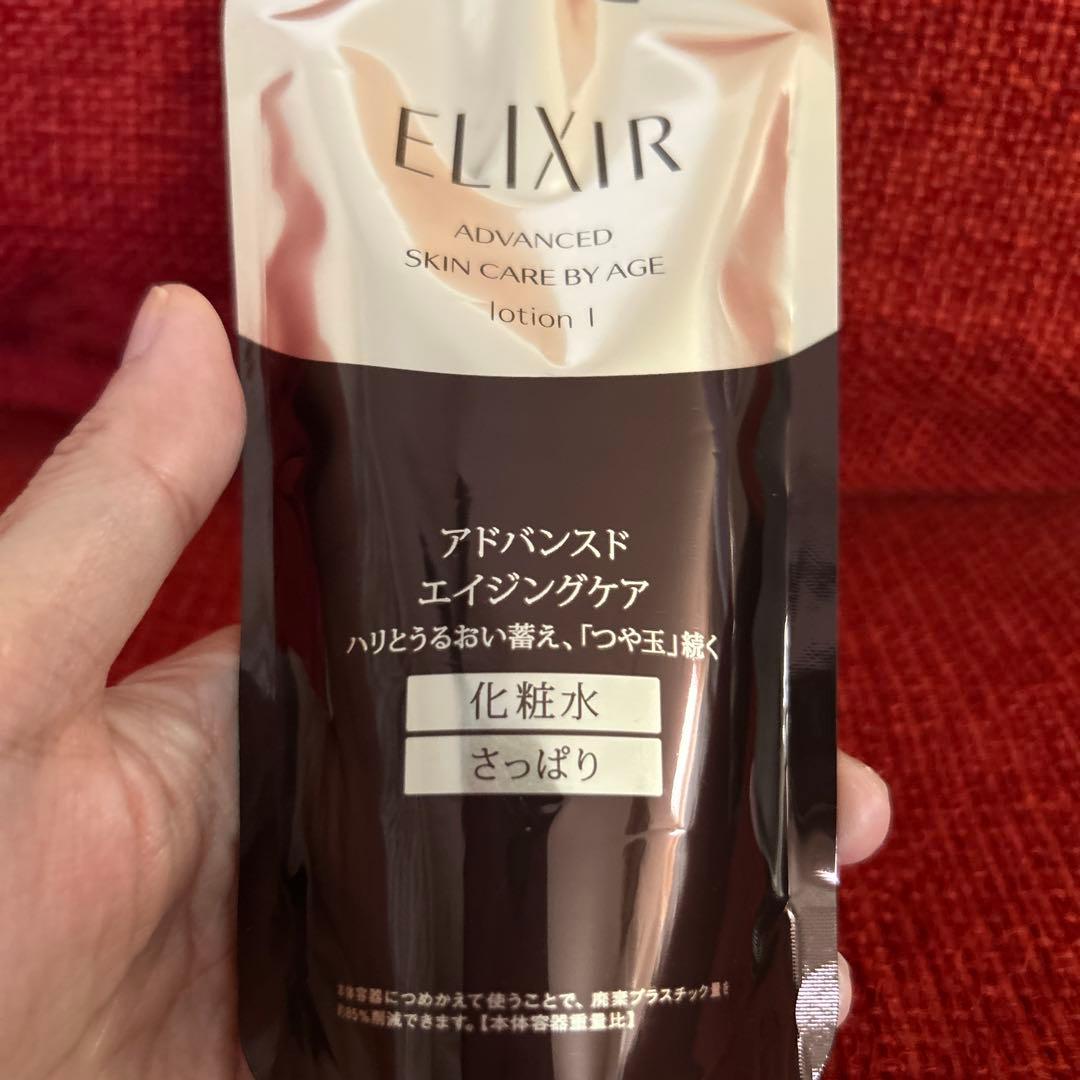 ELIXIR
ADVANCED
SKIN CARE BY AGE
lotion I
アドバンスド
エイジングケア
ハリとうるおい蓄え、「つや玉」続く
化粧水
さっぱり
本体容器につめかえて使うことで、廃棄プラスチック量を
約85%削減できます。【本体容器重量比】